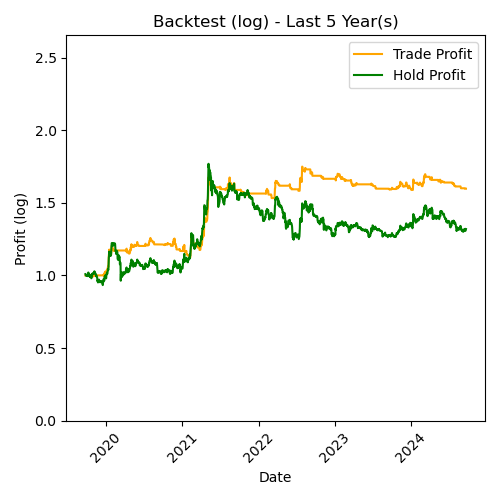 Backtest (log) - Last 5 Year(s)
Trade Profit
Hold Profit
Profit (log)
2.5
2.0
1.5
1.0
0.5
0.0
2020
2021
2022
2023
2024
Date